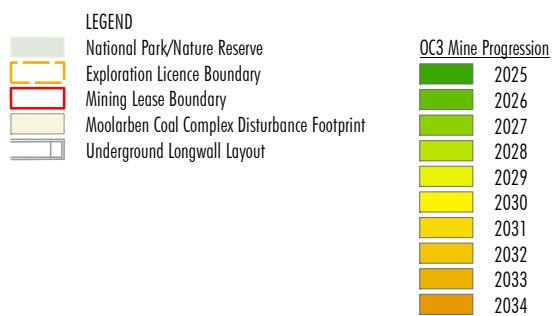 LEGEND
National Park/Nature Reserve
Exploration Licence Boundary
Mining Lease Boundary
Moolarben Coal Complex Disturbance Footprint
Underground Longwall Layout
OC3 Mine Progression
2025
2026
2027
2028
2029
2030
2031
2032
2033
2034